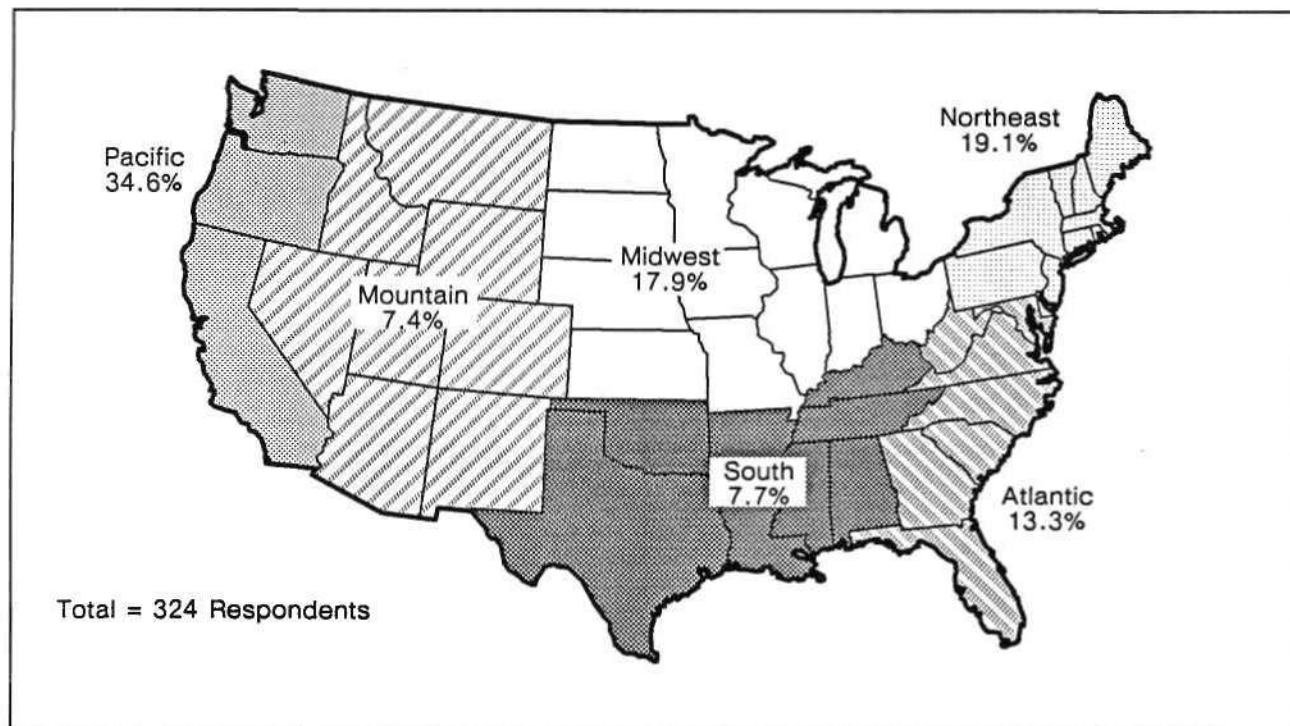 Northeast
19.1%
Pacific
34.6%
Midwest
17.9%
Mountain
7.4%
South
7.7%
Atlantic
13.3%
Total = 324 Respondents